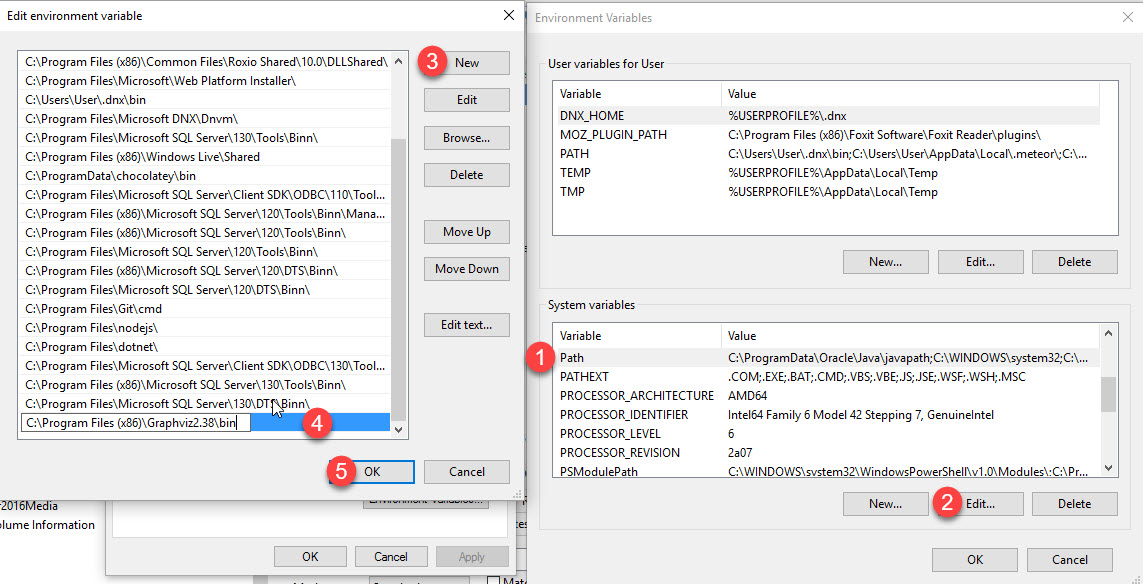 Edit environment variable
C:\Program Files (x86)\Common Files\Roxio Shared\10.0\DLLShared\
C:\Program Files\Microsoft\Web Platform Installer\
C:\Users\User\.dnx\bin
C:\Program Files\Microsoft DNX\Dnvm\
C:\Program Files\Microsoft SQL Server\130\Tools\Binn\
C:\Program Files (x86)\Windows Live\Shared
C:\ProgramData\chocolatey\bin
C:\Program Files\Microsoft SQL Server\Client SDK\ODBC\110\Tool...
C:\Program Files (x86)\Microsoft SQL Server\120\Tools\Binn\Mana...
C:\Program Files (x86)\Microsoft SQL Server\120\Tools\Binn\
C:\Program Files\Microsoft SQL Server\120\Tools\Binn\
C:\Program Files (x86)\Microsoft SQL Server\120\DTS\Binn\
C:\Program Files\Microsoft SQL Server\120\DTS\Binn\
C:\Program Files\Git\cmd
C:\Program Files\nodejs\
C:\Program Files\dotnet\
C:\Program Files\Microsoft SQL Server\Client SDK\ODBC\130\Tool...
C:\Program Files (x86)\Microsoft SQL Server\130\Tools\Binn\
C:\Program Files\Microsoft SQL Server\130\DTS\Binn\
C:\Program Files (x86)\Graphviz2.38\bin
4
3 New
Edit
Browse...
Delete
Move Up
Move Down
Edit text...
5 OK
Cancel
Environment Variables
User variables for User
Variable Value
DNX_HOME %USERPROFILE%\.dnx
MOZ_PLUGIN_PATH C:\Program Files (x86)\Foxit Software\Foxit Reader\plugins\
PATH C:\Users\User\.dnx\bin;C:\Users\User\AppData\Local\.meteor\;C:\...
TEMP %USERPROFILE%\AppData\Local\Temp
TMP %USERPROFILE%\AppData\Local\Temp
New... Edit... Delete
System variables
Variable Value
1 Path C:\ProgramData\Oracle\Java\javapath;C:\WINDOWS\system32;C:\...
PATHEXT .COM;.EXE;.BAT;.CMD;.VBS;.VBE;.JS;.JSE;.WSF;.WSH;.MSC
PROCESSOR_ARCHITECTURE AMD64
PROCESSOR_IDENTIFIER Intel64 Family 6 Model 42 Stepping 7, GenuineIntel
PROCESSOR_LEVEL 6
PROCESSOR_REVISION 2a07
PSModulePath C:\WINDOWS\system32\WindowsPowerShell\v1.0\Modules\;C:\Pr...
New... 2 Edit... Delete
OK Cancel
Environment Variables...
2016Media
olume Information
OK Cancel Apply